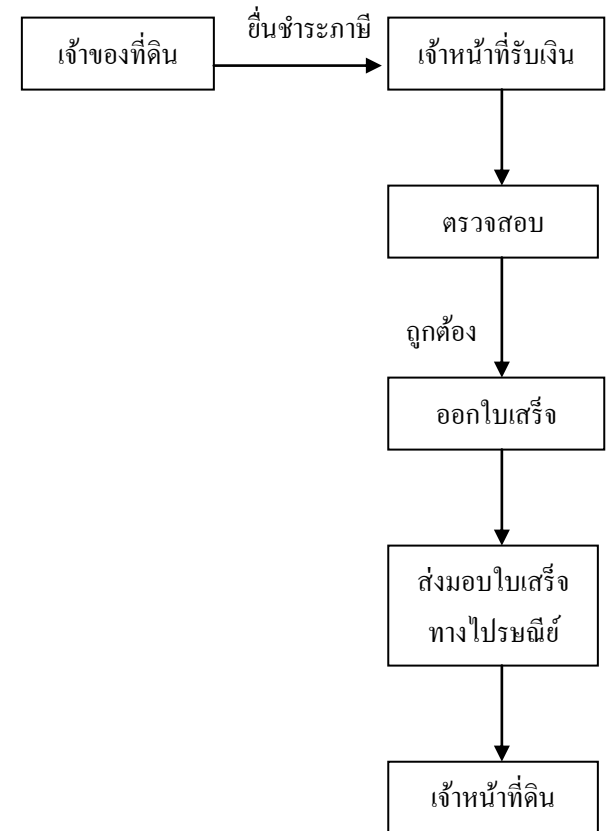 ยื่นชำระภาษี
เจ้าของที่ดิน
เจ้าหน้าที่รับเงิน
ตรวจสอบ
ถูกต้อง
ออกใบเสร็จ
ส่งมอบใบเสร็จ
ทางไปรษณีย์
เจ้าหน้าที่ดิน